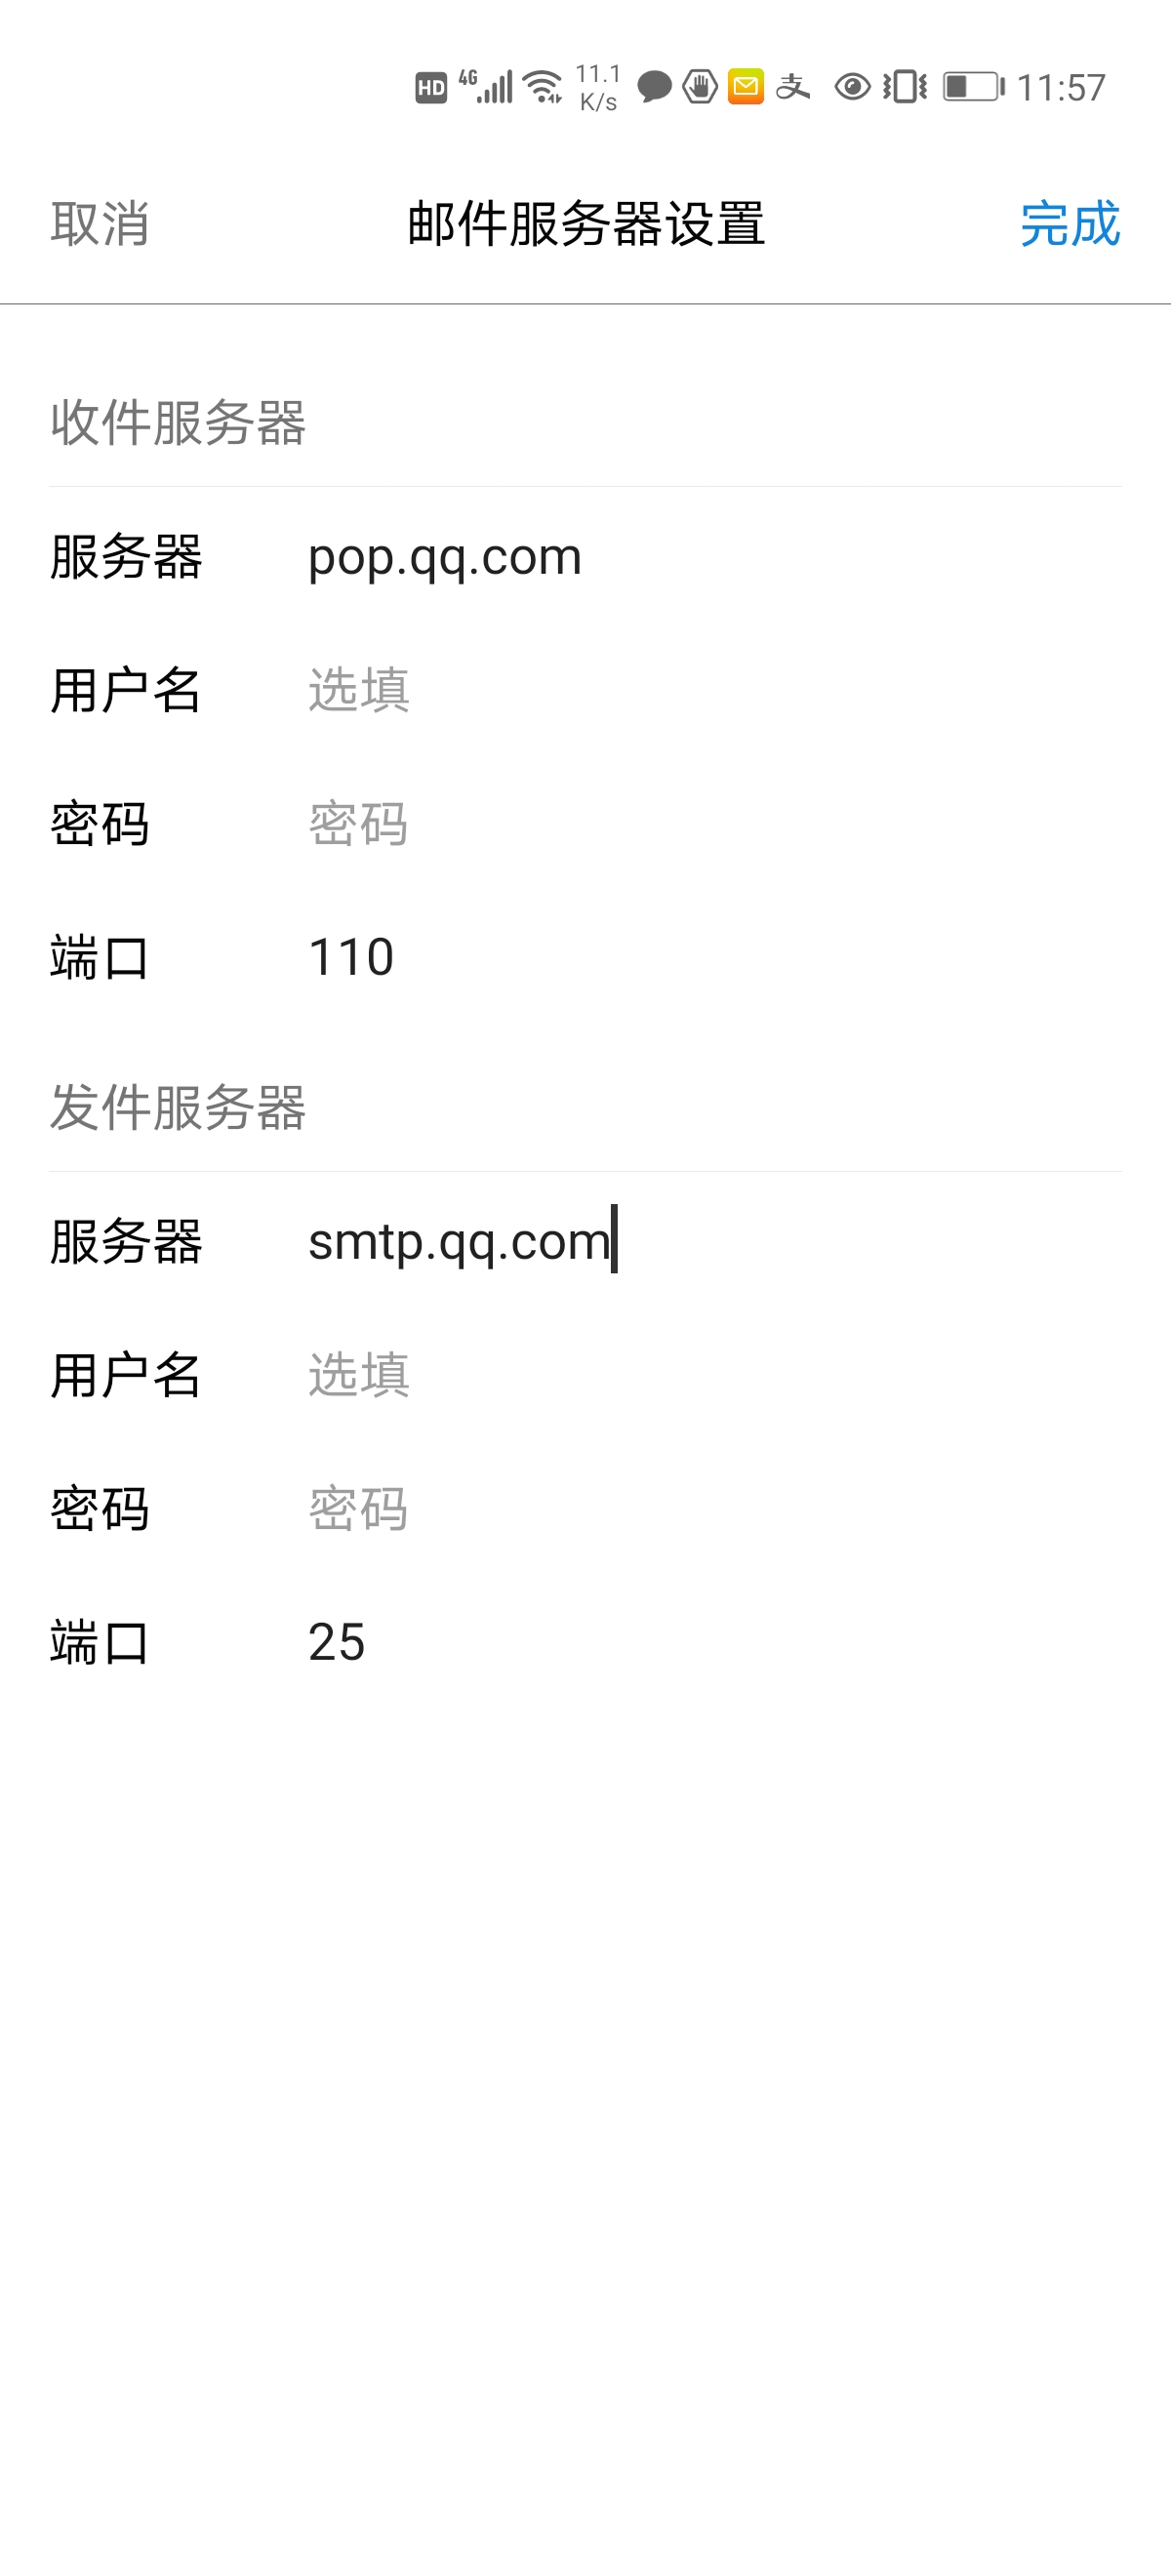 HD 4G 11.1 K/s 支 11:57
取消 邮件服务器设置 完成
收件服务器
服务器 pop.qq.com
用户名 选填
密码 密码
端口 110
发件服务器
服务器 smtp.qq.com
用户名 选填
密码 密码
端口 25